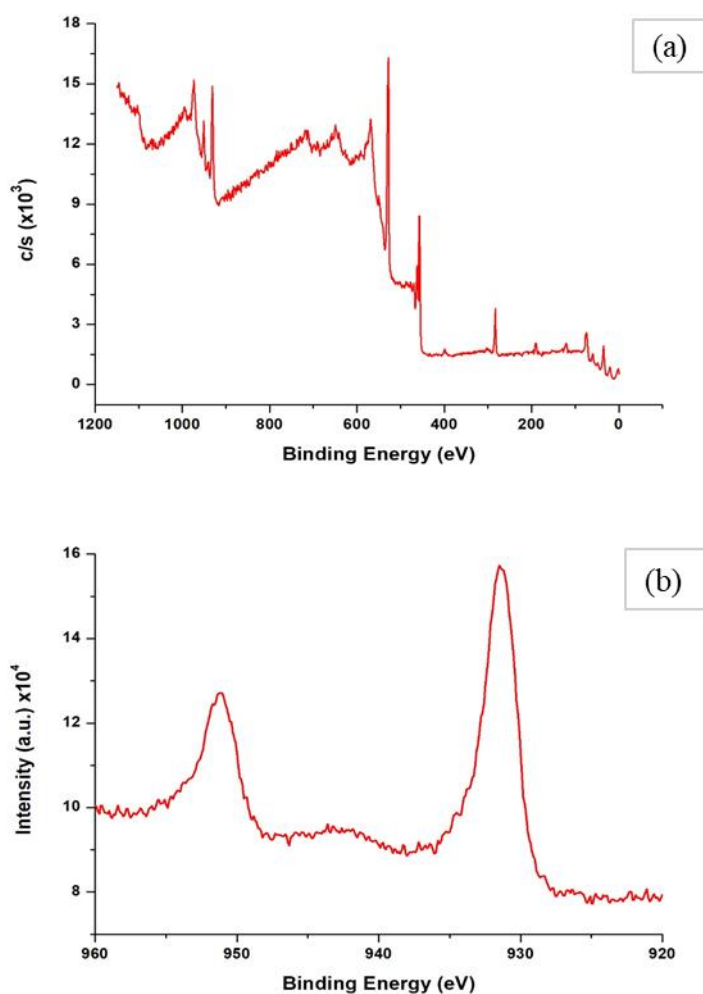 (a)
18
15
12
9
6
3
0
c/s (x10³)
1200 1000 800 600 400 200 0
Binding Energy (eV)
(b)
16
14
12
10
8
Intensity (a.u.) x10⁴
960 950 940 930 920
Binding Energy (eV)